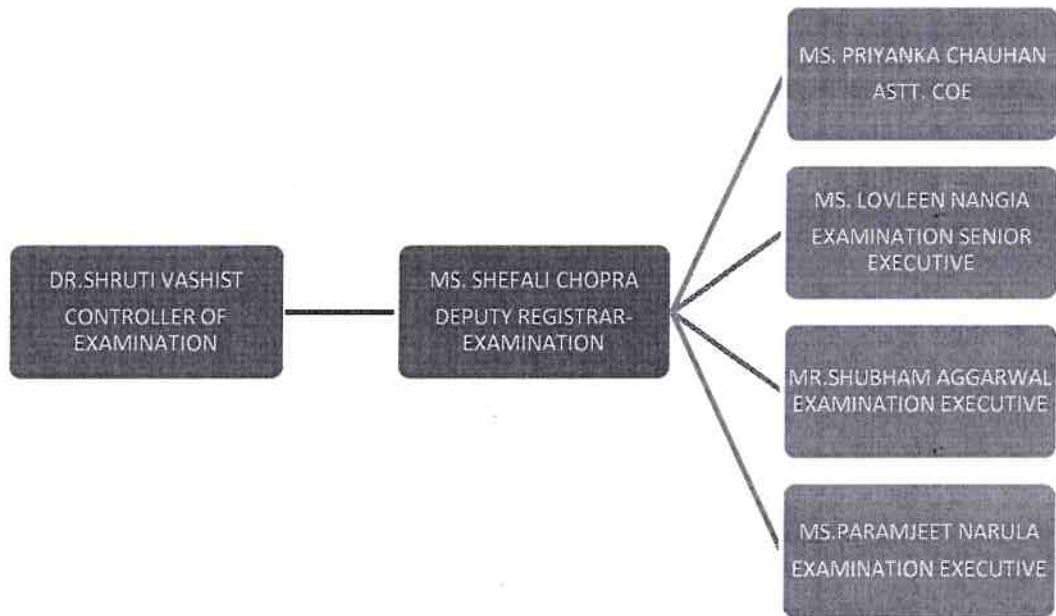 DR.SHRUTI VASHIST
CONTROLLER OF
EXAMINATION
MS. SHEFALI CHOPRA
DEPUTY REGISTRAR-
EXAMINATION
MS. PRIYANKA CHAUHAN
ASTT. COE
MS. LOVLEEN NANGIA
EXAMINATION SENIOR
EXECUTIVE
MR.SHUBHAM AGGARWAL
EXAMINATION EXECUTIVE
MS.PARAMJEET NARULA
EXAMINATION EXECUTIVE